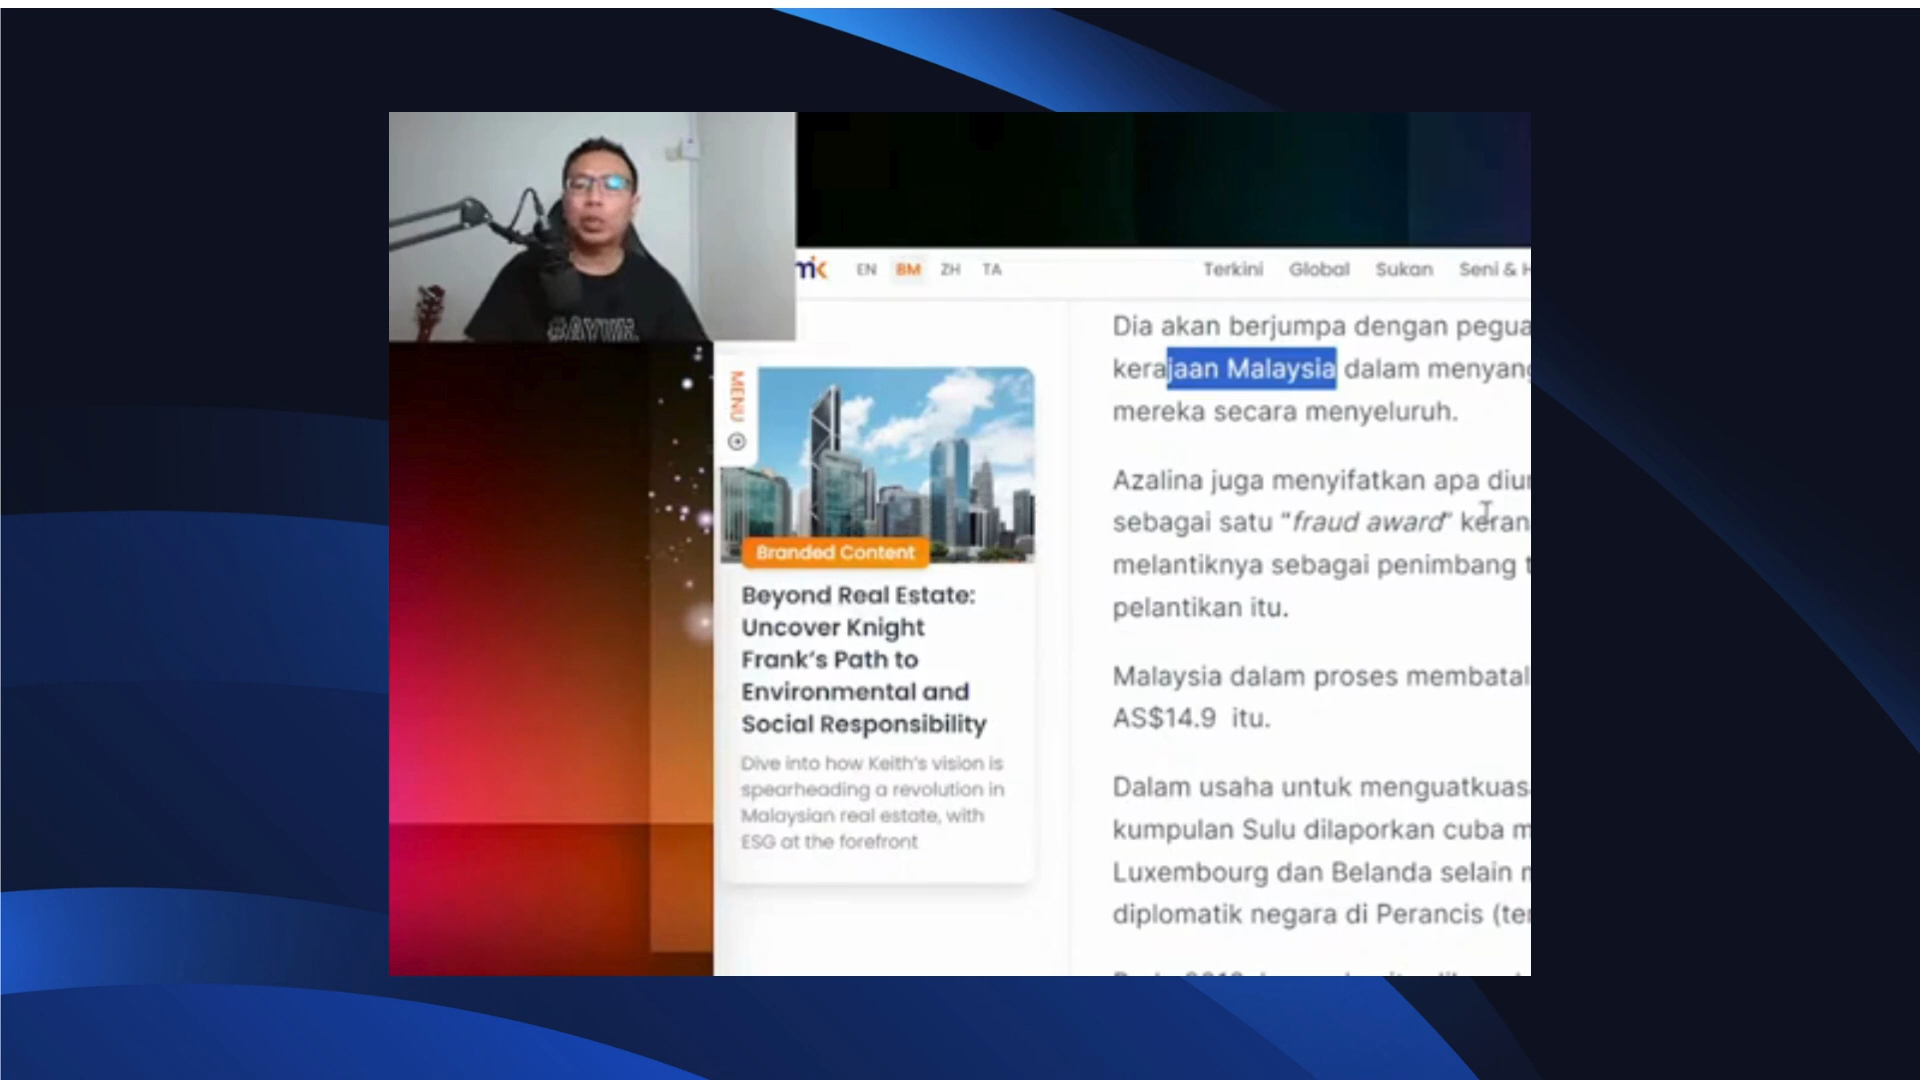 mk EN BM ZH TA Terkini Global Sukan Seni &
MENU
Branded Content
Beyond Real Estate:
Uncover Knight
Frank's Path to
Environmental and
Social Responsibility
Dive into how Keith's vision is
spearheading a revolution in
Malaysian real estate, with
ESG at the forefront
Dia akan berjumpa dengan
kerajaan Malaysia dalam
mereka secara menyeluruh.
Azalina juga menyifatkan apa
sebagai satu "fraud award"
melantiknya sebagai penimbang
pelantikan itu.
Malaysia dalam proses
AS$14.9 itu.
Dalam usaha untuk
kumpulan Sulu dilaporkan cuba
Luxembourg dan Belanda selain
diplomatik negara di Perancis